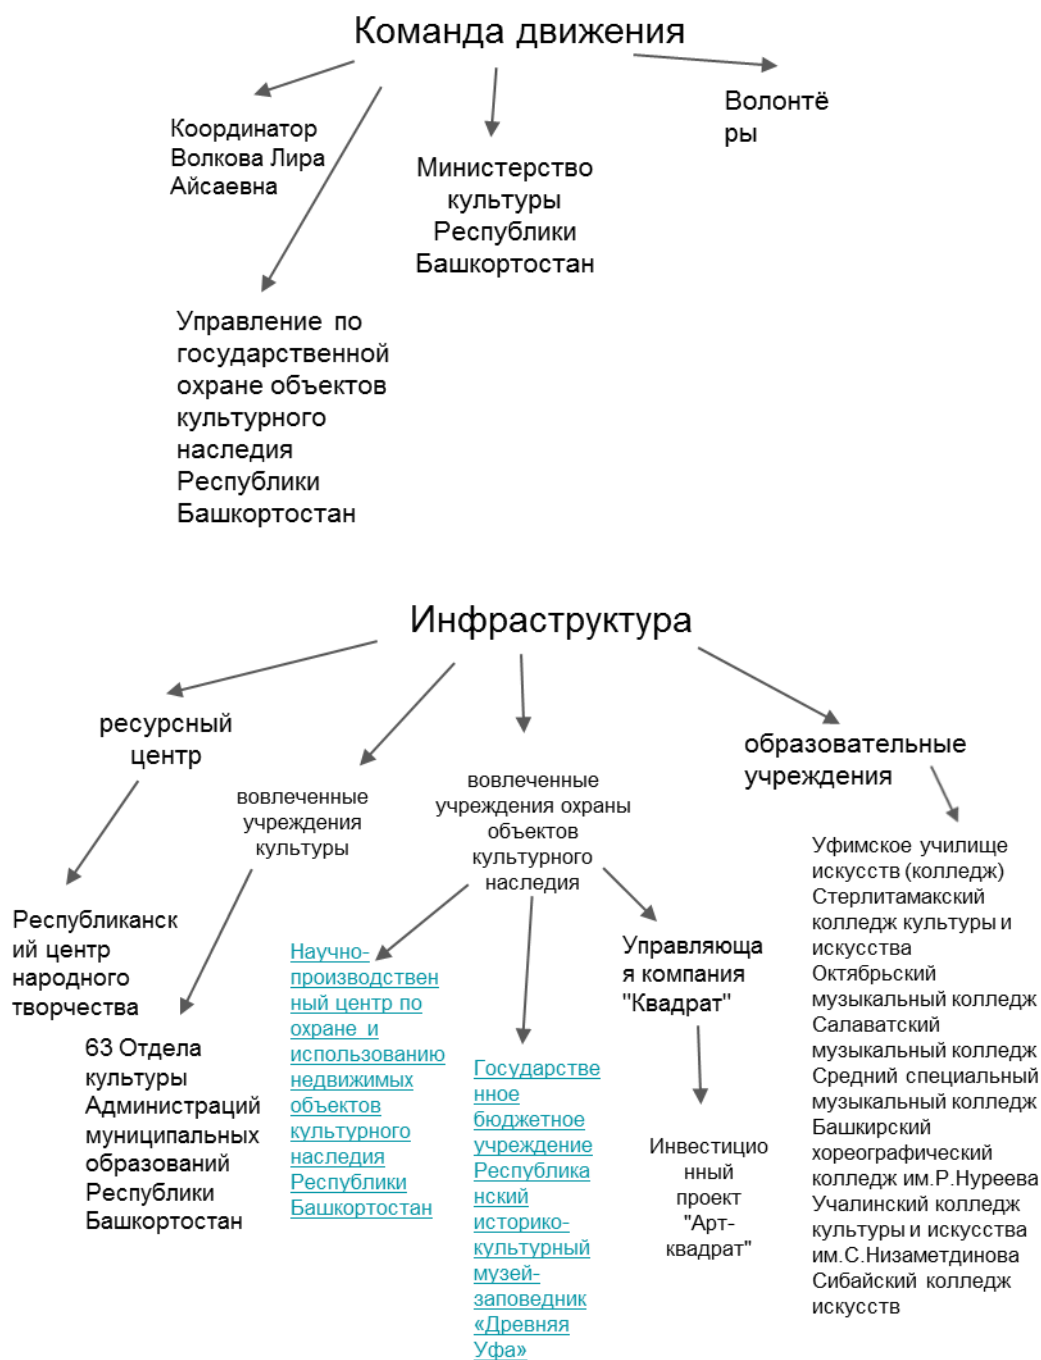 Команда движения
Координатор
Волкова Лира
Айсаевна
Министерство
культуры
Республики
Башкортостан
Волонтё
ры
Управление по
государственной
охране объектов
культурного
наследия
Республики
Башкортостан
Инфраструктура
ресурсный
центр
Республиканск
ий центр
народного
творчества
вовлеченные
учреждения
культуры
63 Отдела
культуры
Администраций
муниципальных
образований
Республики
Башкортостан
вовлеченные
учреждения охраны
объектов
культурного
наследия
Научно-
производствен
ный центр по
охране и
использованию
недвижимых
объектов
культурного
наследия
Республики
Башкортостан
Государстве
нное
бюджетное
учреждение
Республика
нский
историко-
культурный
музей-
заповедник
«Древняя
Уфа»
Управляюща
я компания
"Квадрат"
Инвестицио
нный
проект
"Арт-
квадрат"
образовательные
учреждения
Уфимское училище
искусств (колледж)
Стерлитамакский
колледж культуры и
искусства
Октябрьский
музыкальный колледж
Салаватский
музыкальный колледж
Средний специальный
музыкальный колледж
Башкирский
хореографический
колледж им.Р.Нуреева
Учалинский колледж
культуры и искусства
им.С.Низаметдинова
Сибайский колледж
искусств